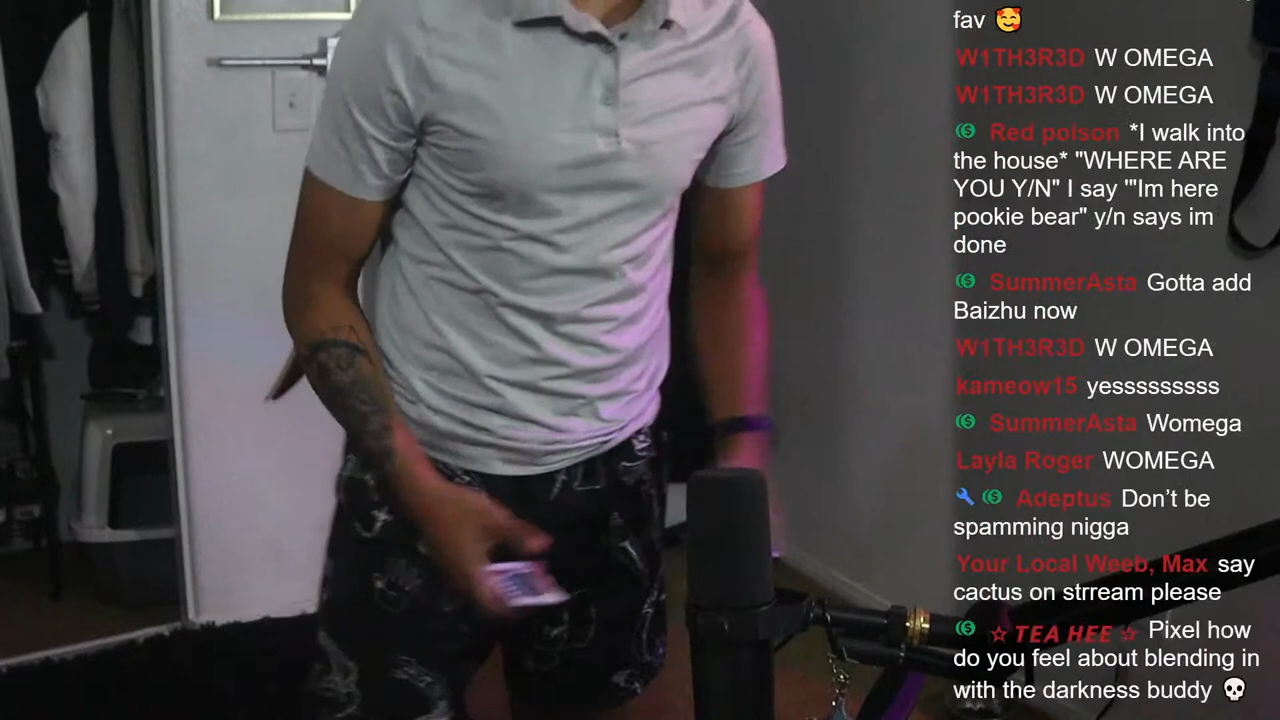 fav 🥰
W1TH3R3D W OMEGA
W1TH3R3D W OMEGA
Red poison *I walk into
the house* "WHERE ARE
YOU Y/N" I say '"Im here
pookie bear" y/n says im
done
SummerAsta Gotta add
Baizhu now
W1TH3R3D W OMEGA
kameow15 yesssssssss
SummerAsta Womega
Layla Roger WOMEGA
Adeptus Don’t be
spamming nigga
Your Local Weeb, Max say
cactus on strream please
☆ TEA HEE ☆ Pixel how
do you feel about blending in
with the darkness buddy 💀